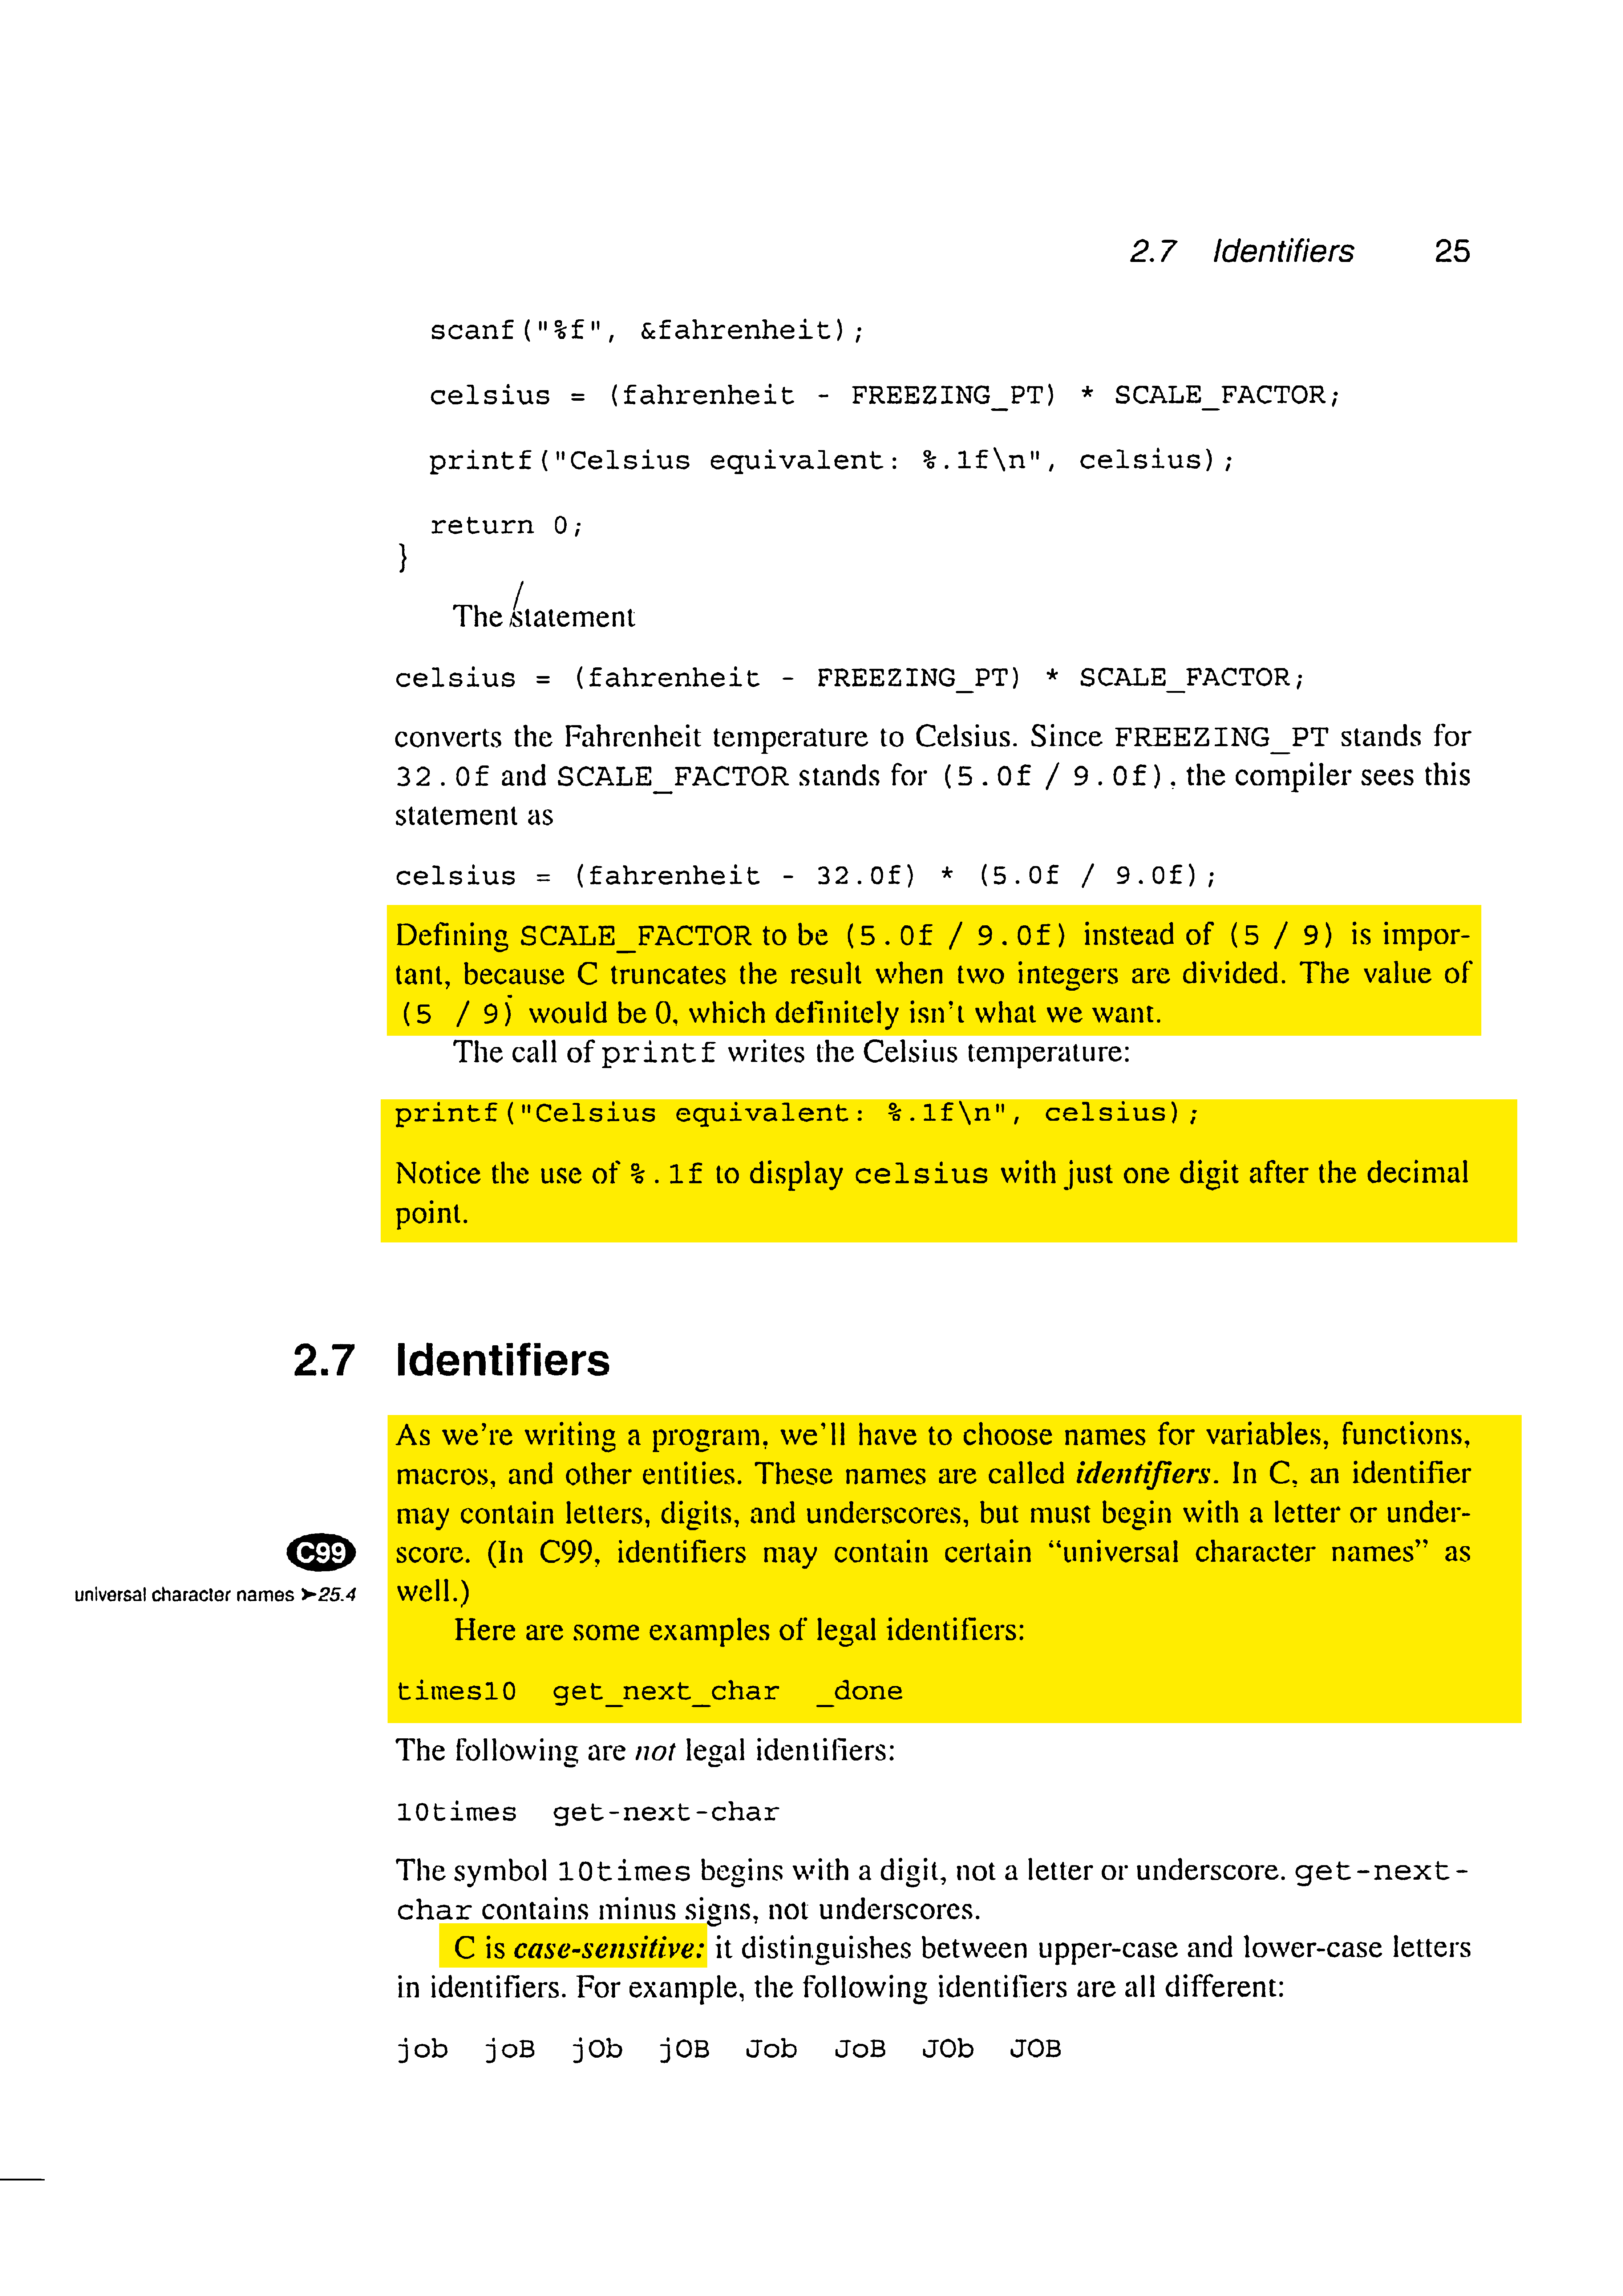 2.7 Identifiers 25
scanf("%f", &fahrenheit);
celsius = (fahrenheit - FREEZING_PT) * SCALE_FACTOR;
printf("Celsius equivalent: %.1f\n", celsius);
return 0;
}
The statement
celsius = (fahrenheit - FREEZING_PT) * SCALE_FACTOR;
converts the Fahrenheit temperature to Celsius. Since FREEZING_PT stands for
32.0f and SCALE_FACTOR stands for (5.0f / 9.0f), the compiler sees this
statement as
celsius = (fahrenheit - 32.0f) * (5.0f / 9.0f);
Defining SCALE_FACTOR to be (5.0f / 9.0f) instead of (5 / 9) is impor-
tant, because C truncates the result when two integers are divided. The value of
(5 / 9) would be 0, which definitely isn't what we want.
The call of printf writes the Celsius temperature:
printf("Celsius equivalent: %.1f\n", celsius);
Notice the use of %.1f to display celsius with just one digit after the decimal
point.
2.7 Identifiers
As we're writing a program, we'll have to choose names for variables, functions,
macros, and other entities. These names are called identifiers. In C, an identifier
may contain letters, digits, and underscores, but must begin with a letter or under-
C99 score. (In C99, identifiers may contain certain “universal character names” as
universal character names ➤25.4 well.)
Here are some examples of legal identifiers:
times10 get_next_char _done
The following are not legal identifiers:
10times get-next-char
The symbol 10times begins with a digit, not a letter or underscore. get-next-
char contains minus signs, not underscores.
C is case-sensitive: it distinguishes between upper-case and lower-case letters
in identifiers. For example, the following identifiers are all different:
job joB jOb jOB Job JoB JOb JOB